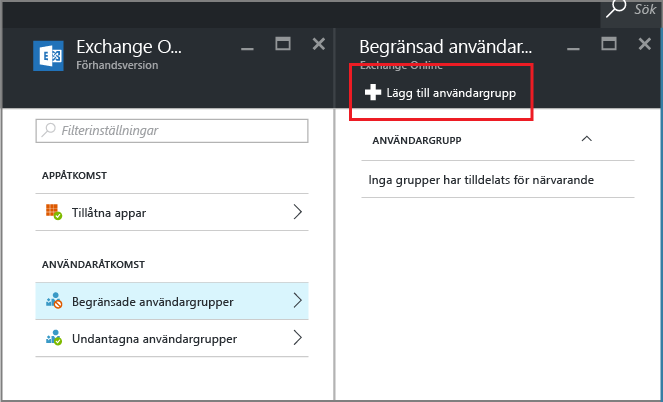 Sök
Exchange O...
Förhandsversion
Filterinställningar
APPÅTKOMST
Tillåtna appar
ANVÄNDARÅTKOMST
Begränsade användargrupper
Undantagna användargrupper
Begränsad användar...
Exchange Online
Lägg till användargrupp
ANVÄNDARGRUPP
Inga grupper har tilldelats för närvarande